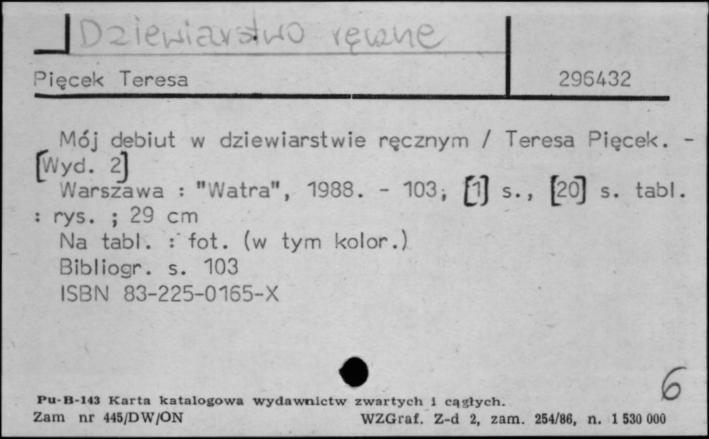 Dziewiarstwo ręczne
Pięcek Teresa 296432
Mój debiut w dziewiarstwie ręcznym / Teresa Pięcek. -
[Wyd. 2]
Warszawa : "Watra", 1988. - 103, [1] s., [20] s. tabl.
: rys. ; 29 cm
Na tabl. : fot. (w tym kolor.)
Bibliogr. s. 103
ISBN 83-225-0165-X
6
Pu-B-143 Karta katalogowa wydawnictw zwartych i ciągłych.
Zam nr 445/DW/ON WZGraf. Z-d 2, zam. 254/86, n. 1 530 000